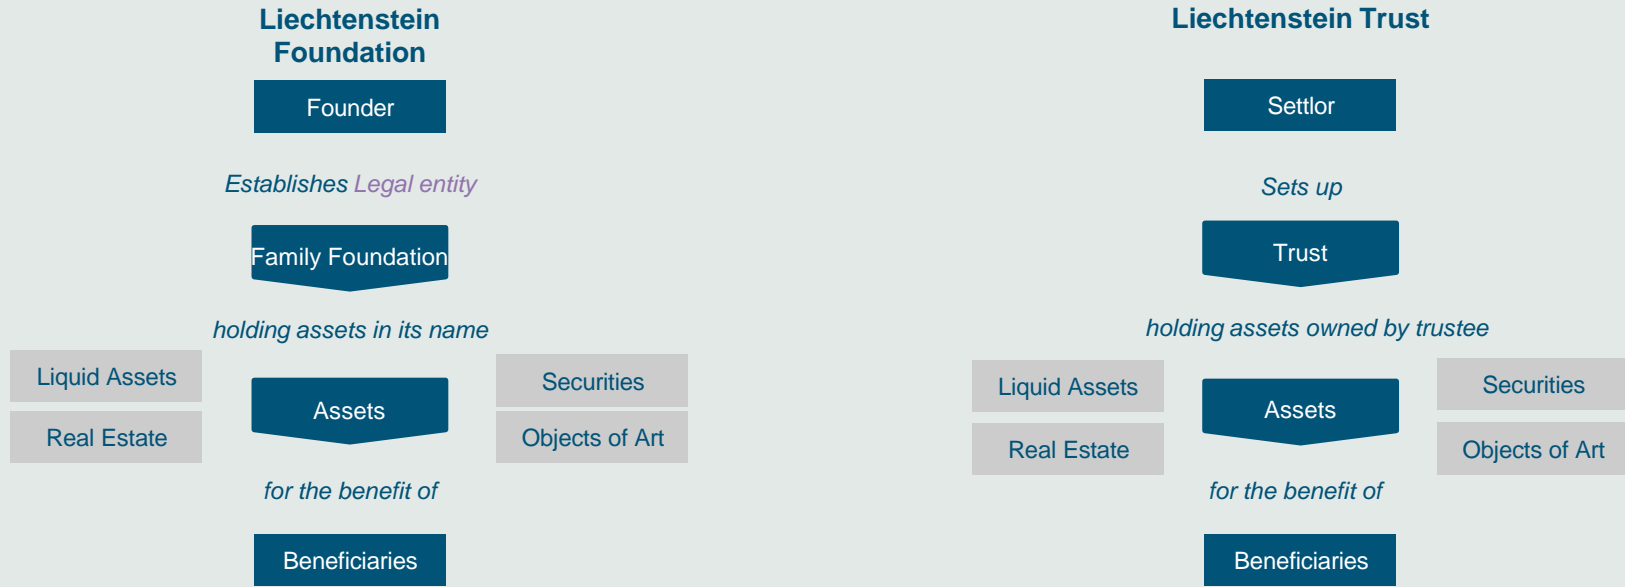 Liechtenstein
Foundation
Founder
Establishes Legal entity
Family Foundation
holding assets in its name
Liquid Assets
Real Estate
Assets
Securities
Objects of Art
for the benefit of
Beneficiaries
Liechtenstein Trust
Settlor
Sets up
Trust
holding assets owned by trustee
Liquid Assets
Real Estate
Assets
Securities
Objects of Art
for the benefit of
Beneficiaries